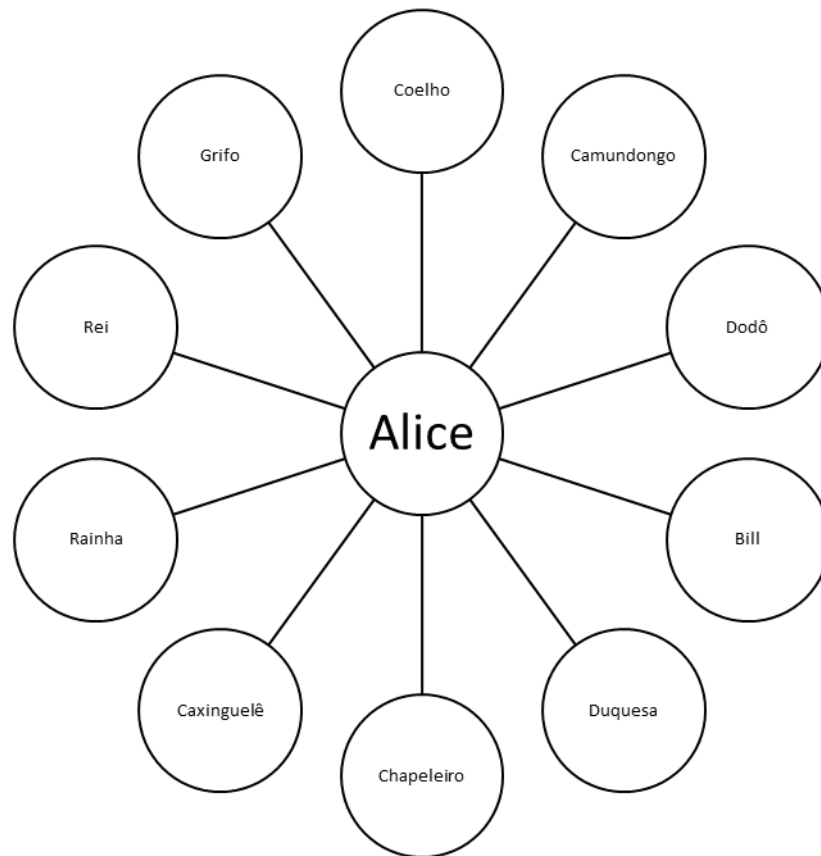 Coelho
Grifo
Camundongo
Rei
Dodô
Alice
Rainha
Bill
Caxinguelê
Duquesa
Chapeleiro